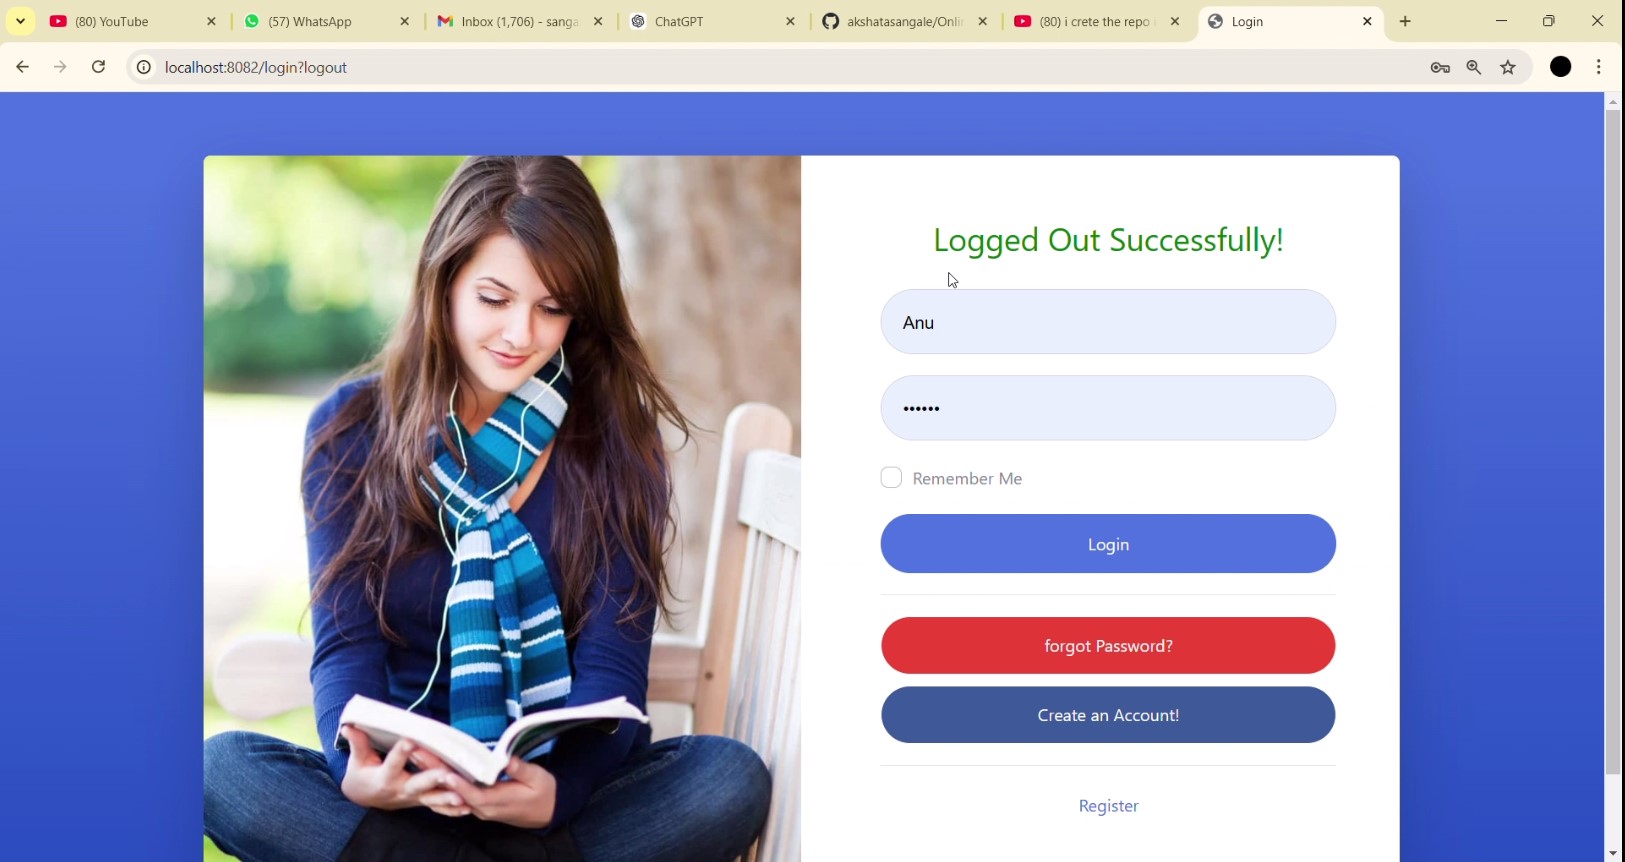 (80) YouTube
(57) WhatsApp
Inbox (1,706) - sanga
ChatGPT
akshatasangale/Onlin
(80) i crete the repo i
Login
localhost:8082/login?logout
Logged Out Successfully!
Anu
••••••
Remember Me
Login
forgot Password?
Create an Account!
Register